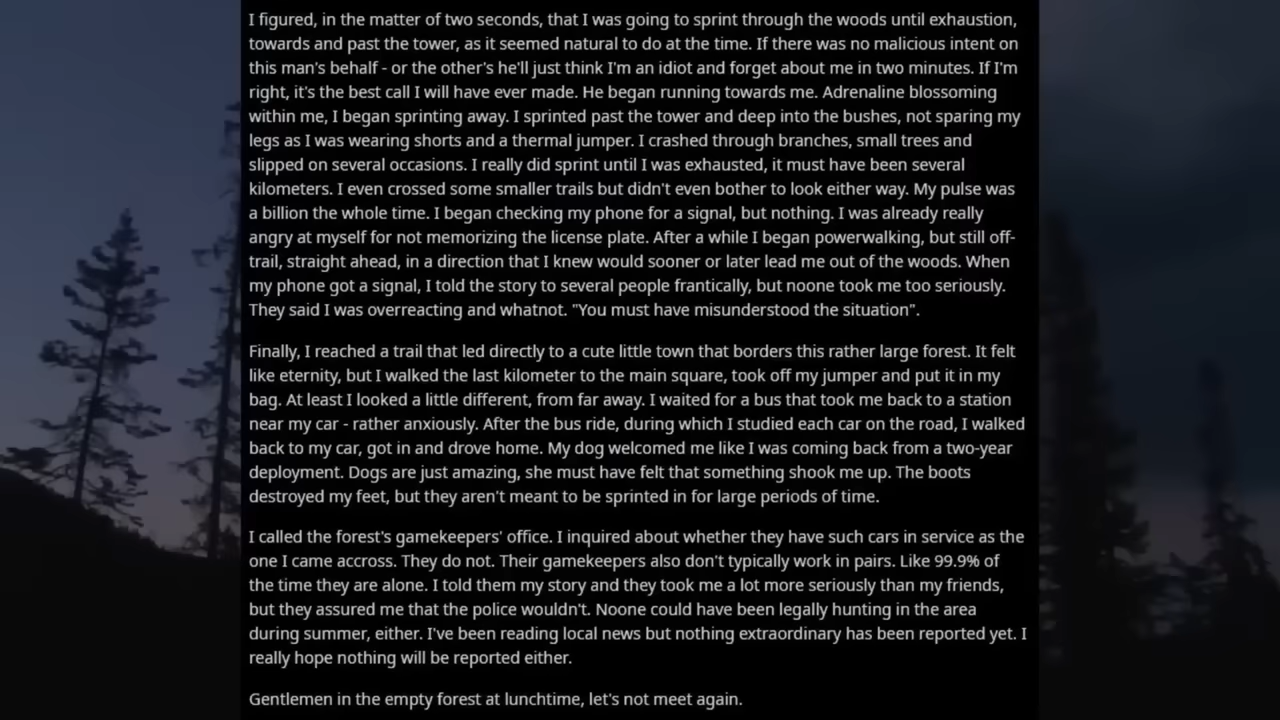 I figured, in the matter of two seconds, that I was going to sprint through the woods until exhaustion,
towards and past the tower, as it seemed natural to do at the time. If there was no malicious intent on
this man's behalf - or the other's he'll just think I'm an idiot and forget about me in two minutes. If I'm
right, it's the best call I will have ever made. He began running towards me. Adrenaline blossoming
within me, I began sprinting away. I sprinted past the tower and deep into the bushes, not sparing my
legs as I was wearing shorts and a thermal jumper. I crashed through branches, small trees and
slipped on several occasions. I really did sprint until I was exhausted, it must have been several
kilometers. I even crossed some smaller trails but didn't even bother to look either way. My pulse was
a billion the whole time. I began checking my phone for a signal, but nothing. I was already really
angry at myself for not memorizing the license plate. After a while I began powerwalking, but still off-
trail, straight ahead, in a direction that I knew would sooner or later lead me out of the woods. When
my phone got a signal, I told the story to several people frantically, but noone took me too seriously.
They said I was overreacting and whatnot. "You must have misunderstood the situation".
Finally, I reached a trail that led directly to a cute little town that borders this rather large forest. It felt
like eternity, but I walked the last kilometer to the main square, took off my jumper and put it in my
bag. At least I looked a little different, from far away. I waited for a bus that took me back to a station
near my car - rather anxiously. After the bus ride, during which I studied each car on the road, I walked
back to my car, got in and drove home. My dog welcomed me like I was coming back from a two-year
deployment. Dogs are just amazing, she must have felt that something shook me up. The boots
destroyed my feet, but they aren't meant to be sprinted in for large periods of time.
I called the forest's gamekeepers' office. I inquired about whether they have such cars in service as the
one I came accross. They do not. Their gamekeepers also don't typically work in pairs. Like 99.9% of
the time they are alone. I told them my story and they took me a lot more seriously than my friends,
but they assured me that the police wouldn't. Noone could have been legally hunting in the area
during summer, either. I've been reading local news but nothing extraordinary has been reported yet. I
really hope nothing will be reported either.
Gentlemen in the empty forest at lunchtime, let's not meet again.